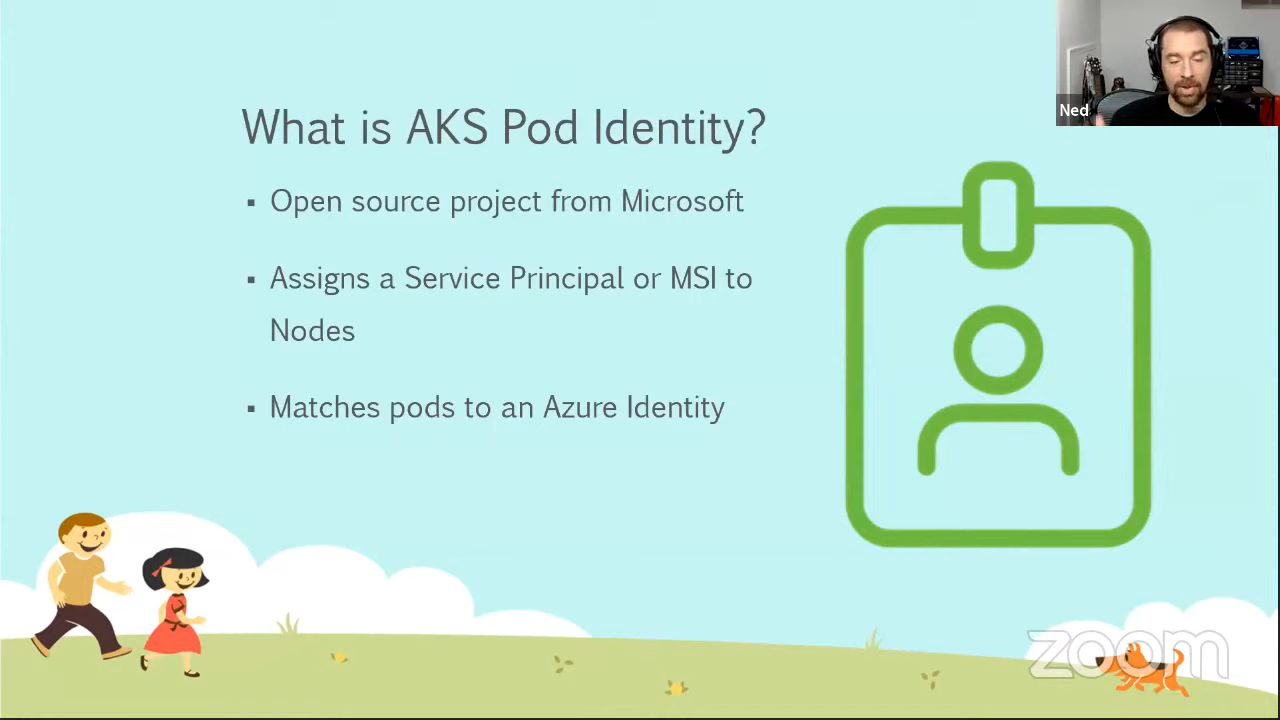 What is AKS Pod Identity?
▪ Open source project from Microsoft
▪ Assigns a Service Principal or MSI to
Nodes
▪ Matches pods to an Azure Identity
Ned
zoom